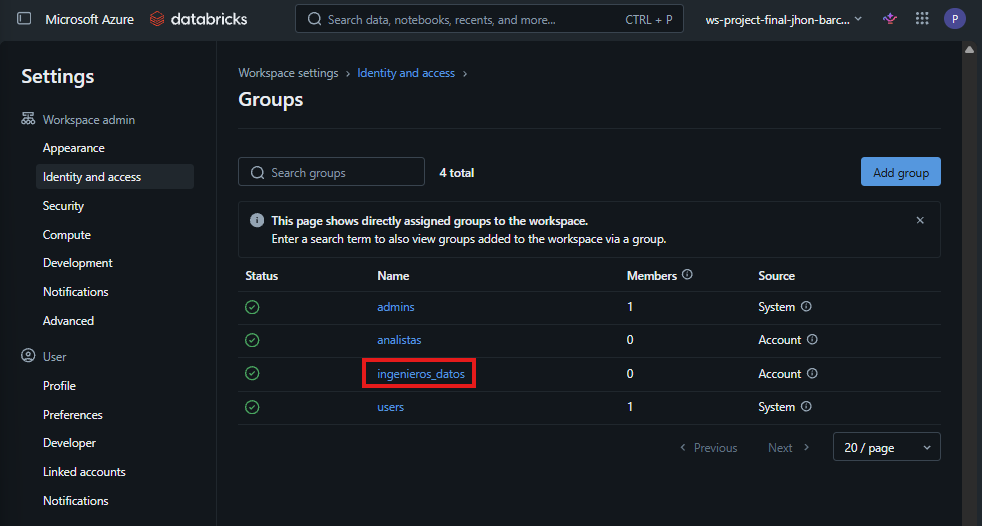 Microsoft Azure databricks Search data, notebooks, recents, and more... CTRL + P ws-project-final-jhon-barc... P
Settings
Workspace admin
Appearance
Identity and access
Security
Compute
Development
Notifications
Advanced
User
Profile
Preferences
Developer
Linked accounts
Notifications
Workspace settings > Identity and access >
Groups
Search groups 4 total Add group
This page shows directly assigned groups to the workspace.
Enter a search term to also view groups added to the workspace via a group.
Status Name Members Source
admins 1 System
analistas 0 Account
ingenieros_datos 0 Account
users 1 System
Previous Next 20 / page